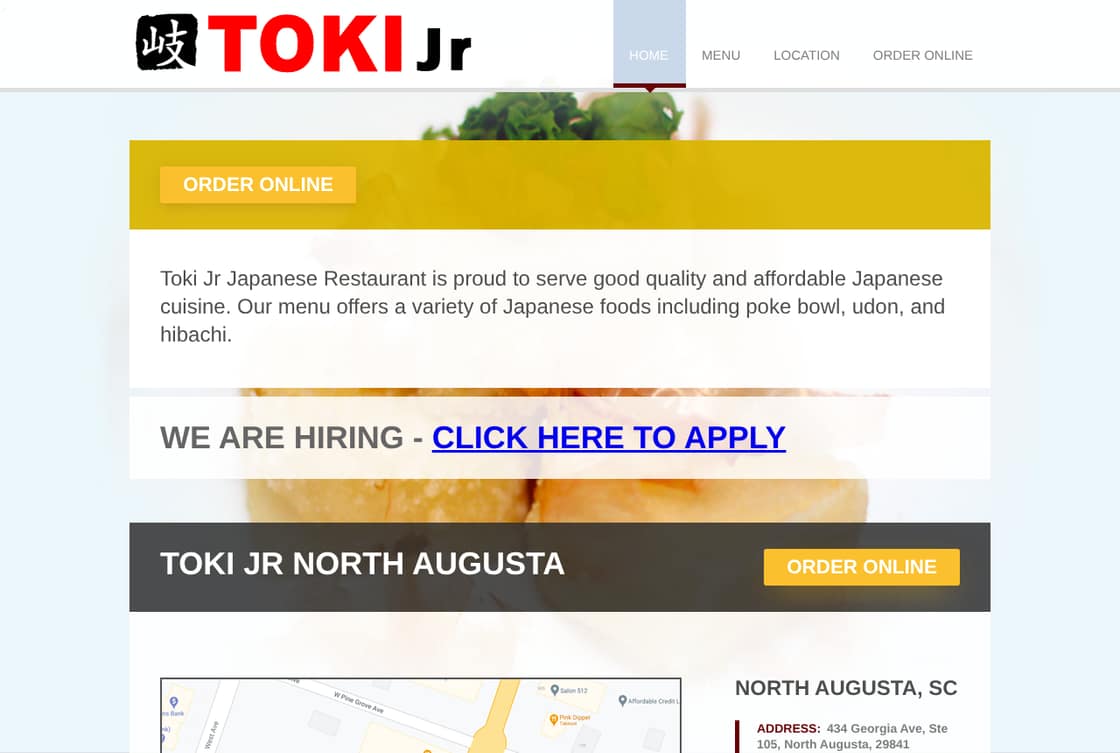 岐 TOKI Jr
HOME MENU LOCATION ORDER ONLINE
ORDER ONLINE
Toki Jr Japanese Restaurant is proud to serve good quality and affordable Japanese
cuisine. Our menu offers a variety of Japanese foods including poke bowl, udon, and
hibachi.
WE ARE HIRING - CLICK HERE TO APPLY
TOKI JR NORTH AUGUSTA
ORDER ONLINE
W Pine Grove Ave
West Ave
Salon 512
Affordable Credit L
Pink Dipper
Takeout
ns Bank
NORTH AUGUSTA, SC
ADDRESS: 434 Georgia Ave, Ste
105, North Augusta, 29841